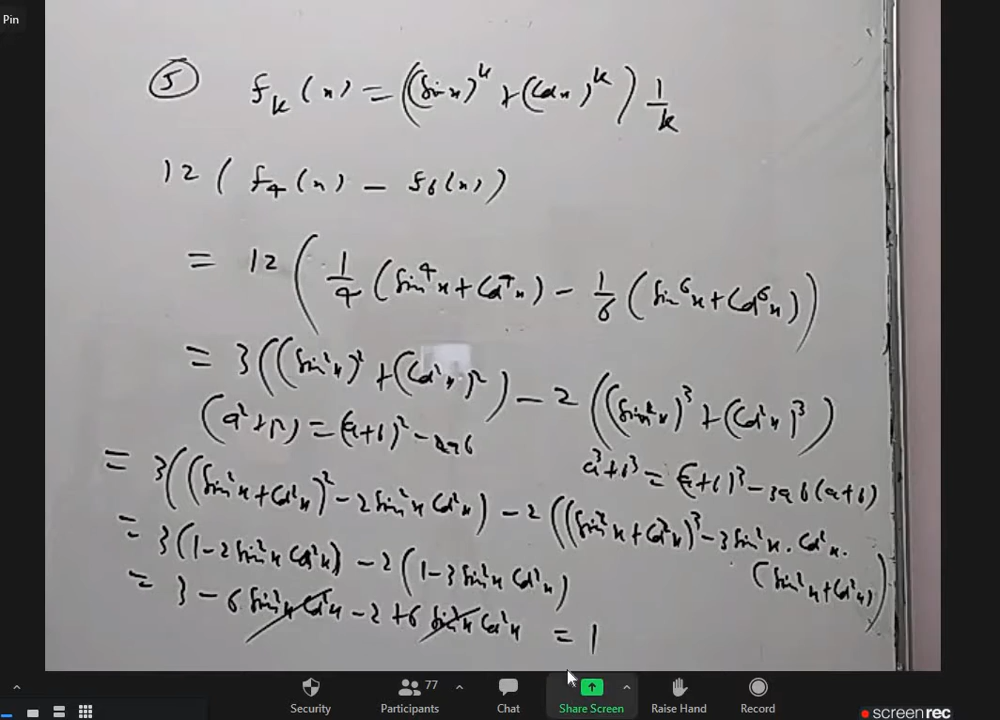 Pin
⑤ f_k(x) = ((sin x)^k + (cos x)^k) 1/k
12 ( f_4(x) - f_6(x) )
= 12 ( 1/4 (sin^4 x + cos^4 x) - 1/6 (sin^6 x + cos^6 x) )
= 3((sin^2 x)^2 + (cos^2 x)^2) - 2 ((sin^2 x)^3 + (cos^2 x)^3)
(a^2 + b^2) = (a+b)^2 - 2ab
a^3 + b^3 = (a+b)^3 - 3ab(a+b)
= 3((sin^2 x + cos^2 x)^2 - 2 sin^2 x cos^2 x) - 2((sin^2 x + cos^2 x)^3 - 3 sin^2 x . cos^2 x .
(sin^2 x + cos^2 x))
= 3(1 - 2 sin^2 x cos^2 x) - 2(1 - 3 sin^2 x cos^2 x)
= 3 - 6 sin^2 x cos^2 x - 2 + 6 sin^2 x cos^2 x = 1
77
Security Participants Chat Share Screen Raise Hand Record
screenrec